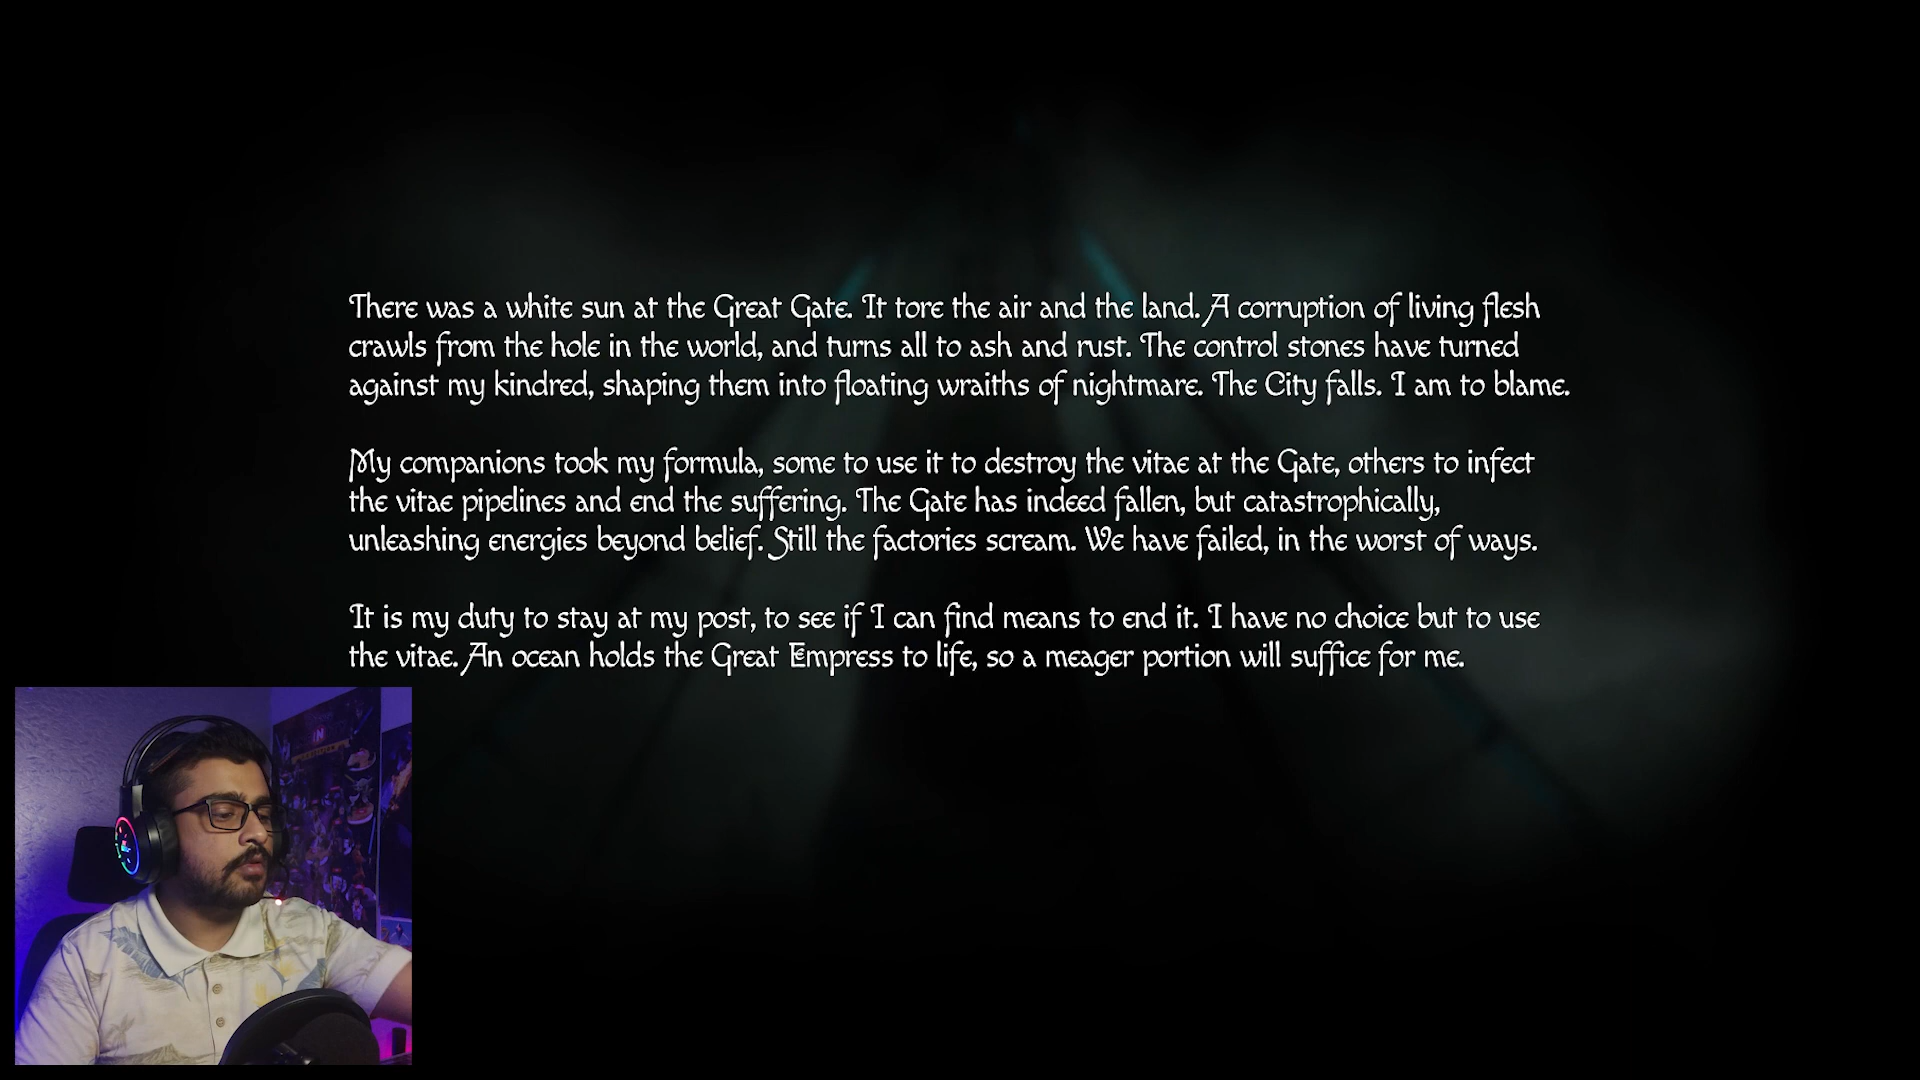 There was a white sun at the Great Gate. It tore the air and the land. A corruption of living flesh
crawls from the hole in the world, and turns all to ash and rust. The control stones have turned
against my kindred, shaping them into floating wraiths of nightmare. The City falls. I am to blame.
My companions took my formula, some to use it to destroy the vitae at the Gate, others to infect
the vitae pipelines and end the suffering. The Gate has indeed fallen, but catastrophically,
unleashing energies beyond belief. Still the factories scream. We have failed, in the worst of ways.
It is my duty to stay at my post, to see if I can find means to end it. I have no choice but to use
the vitae. An ocean holds the Great Empress to life, so a meager portion will suffice for me.